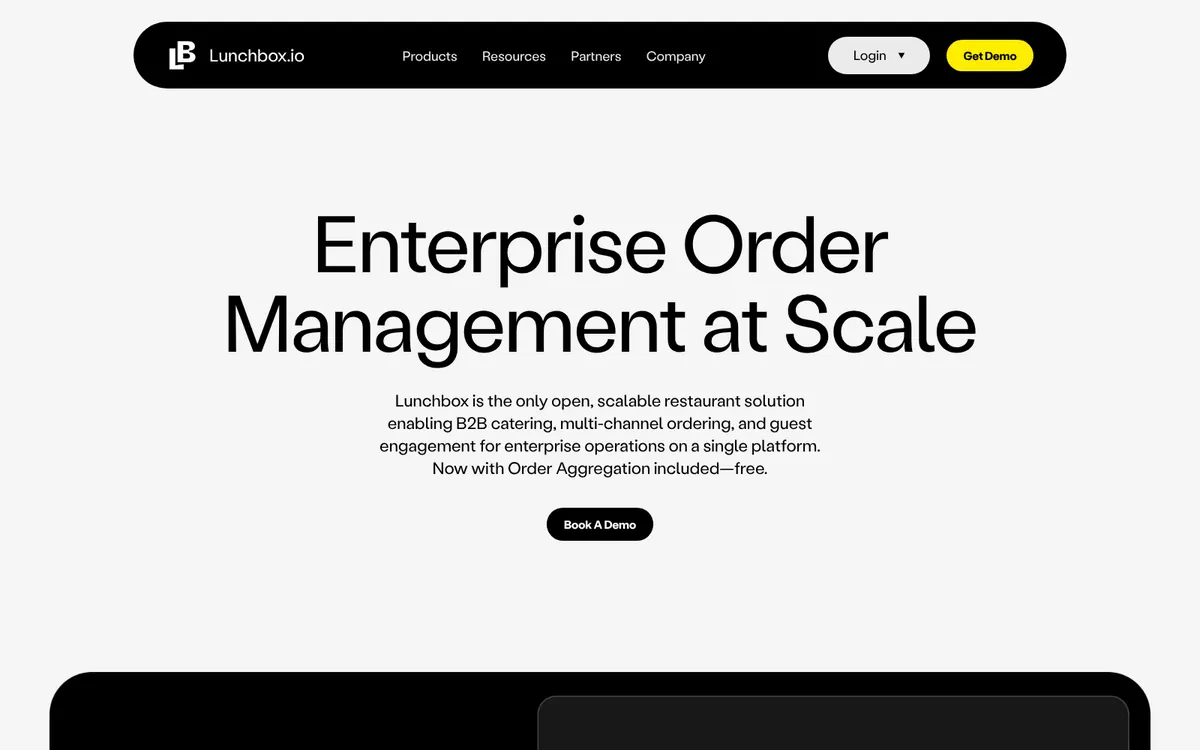 LB Lunchbox.io
Products Resources Partners Company
Login
Get Demo
Enterprise Order
Management at Scale
Lunchbox is the only open, scalable restaurant solution
enabling B2B catering, multi-channel ordering, and guest
engagement for enterprise operations on a single platform.
Now with Order Aggregation included—free.
Book A Demo